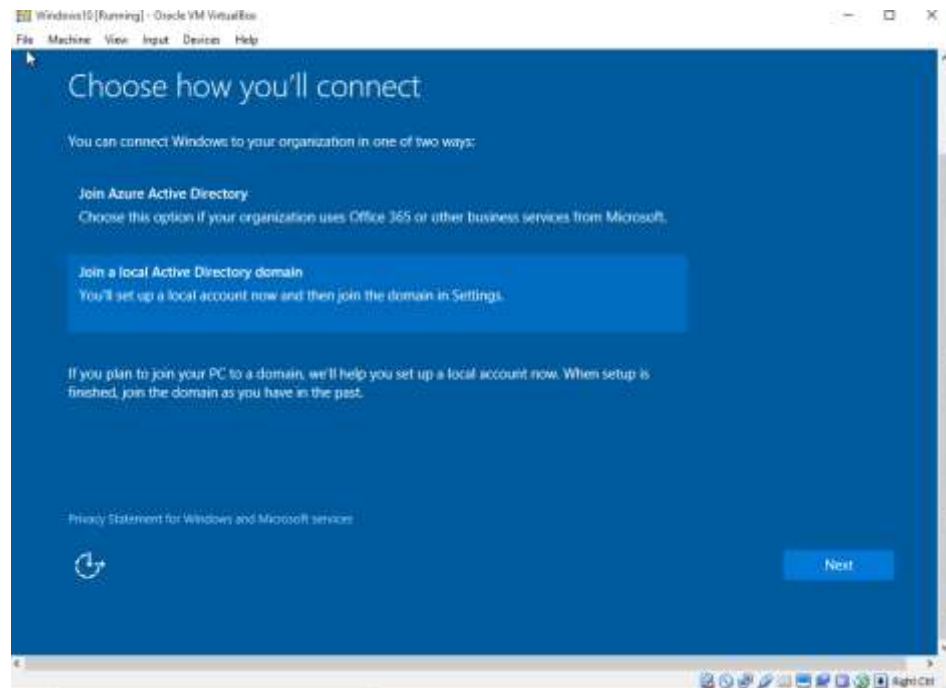 Windows10 [Running] - Oracle VM VirtualBox
File Machine View Input Devices Help
Choose how you'll connect
You can connect Windows to your organization in one of two ways:
Join Azure Active Directory
Choose this option if your organization uses Office 365 or other business services from Microsoft.
Join a local Active Directory domain
You'll set up a local account now and then join the domain in Settings.
If you plan to join your PC to a domain, we'll help you set up a local account now. When setup is
finished, join the domain as you have in the past.
Privacy Statement for Windows and Microsoft services
Next
Right Ctrl